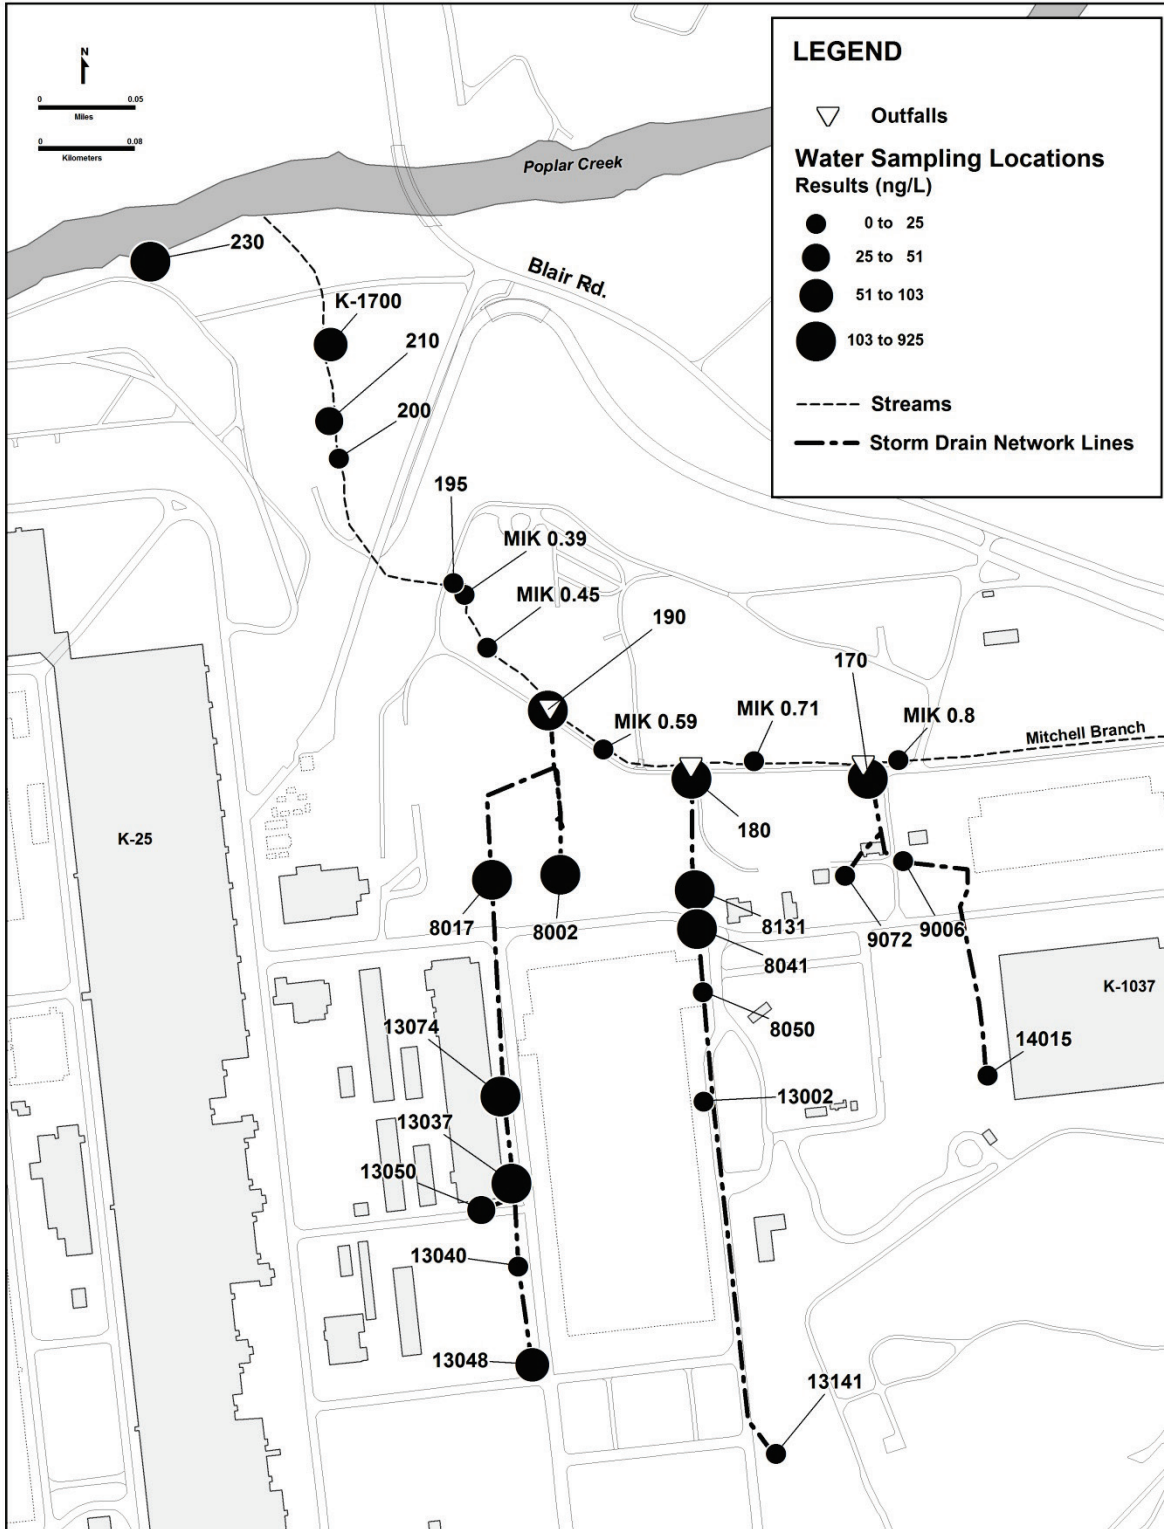 N
0 0.05
Miles
0 0.08
Kilometers
LEGEND
Outfalls
Water Sampling Locations
Results (ng/L)
0 to 25
25 to 51
51 to 103
103 to 925
Streams
Storm Drain Network Lines
Poplar Creek
230
Blair Rd.
K-1700
210
200
195
MIK 0.39
MIK 0.45
190
170
MIK 0.59
MIK 0.71
MIK 0.8
Mitchell Branch
180
K-25
8017
8002
8131
9072
9006
8041
K-1037
8050
13074
14015
13002
13037
13050
13040
13048
13141